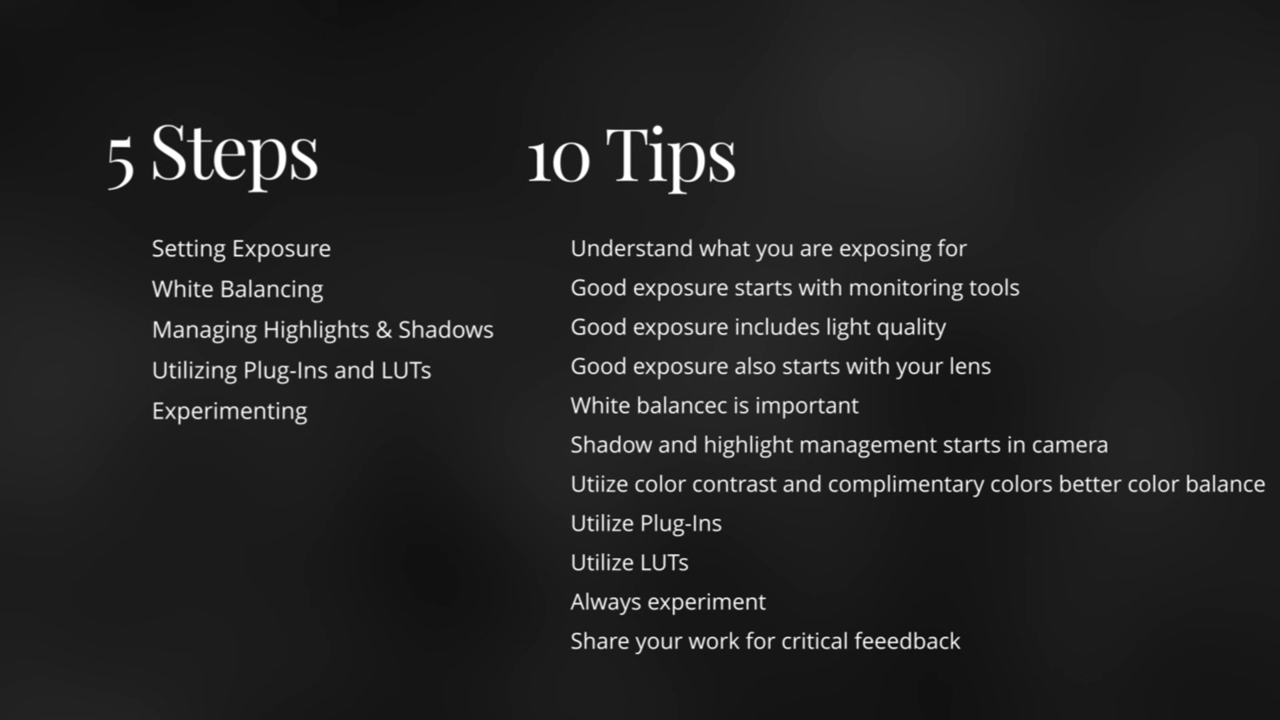 5 Steps
Setting Exposure
White Balancing
Managing Highlights & Shadows
Utilizing Plug-Ins and LUTs
Experimenting
10 Tips
Understand what you are exposing for
Good exposure starts with monitoring tools
Good exposure includes light quality
Good exposure also starts with your lens
White balancec is important
Shadow and highlight management starts in camera
Utiize color contrast and complimentary colors better color balance
Utilize Plug-Ins
Utilize LUTs
Always experiment
Share your work for critical feeedback